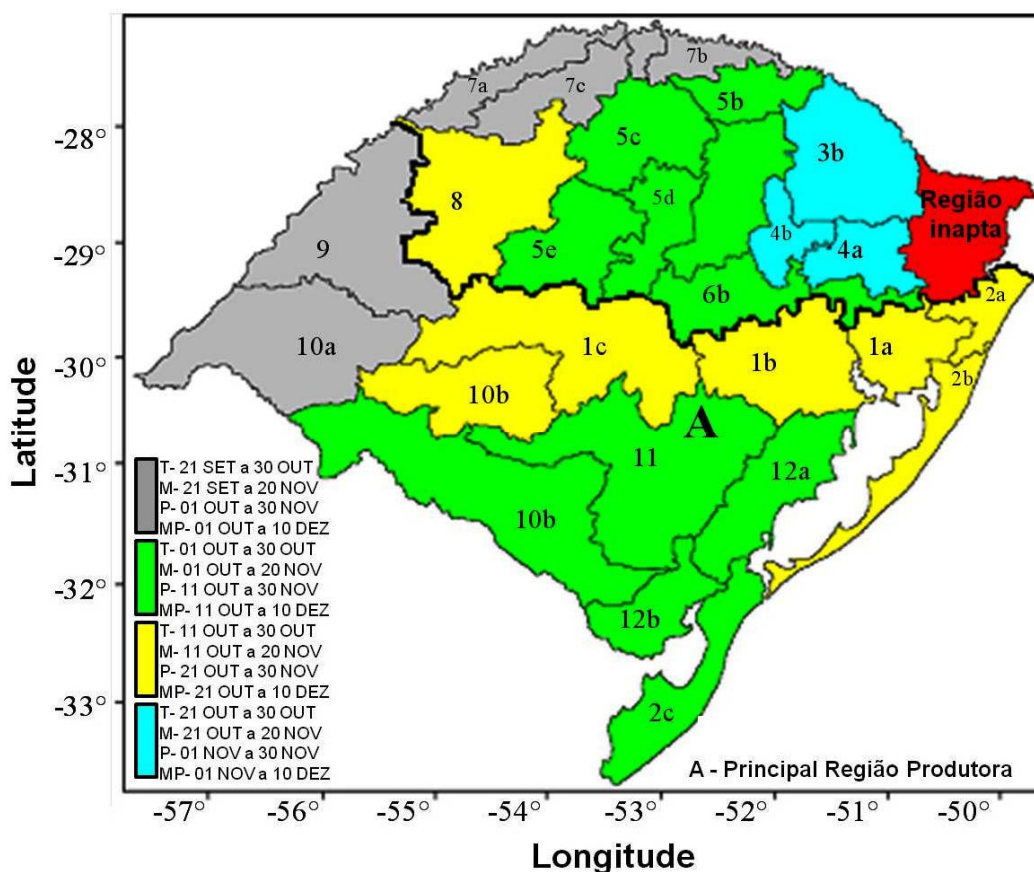 7b
7a
7c
5b
-28°
5c
3b
8
5d
Região
inapta
4b
9
4a
5e
-29°
6b
2a
10a
1c
1b
1a
-30°
2b
10b
A
11
-31°
12a
T- 21 SET a 30 OUT
M- 21 SET a 20 NOV
P- 01 OUT a 30 NOV
MP- 01 OUT a 10 DEZ
10b
T- 01 OUT a 30 OUT
M- 01 OUT a 20 NOV
P- 11 OUT a 30 NOV
MP- 11 OUT a 10 DEZ
-32°
12b
T- 11 OUT a 30 OUT
M- 11 OUT a 20 NOV
P- 21 OUT a 30 NOV
MP- 21 OUT a 10 DEZ
-33°
2c
T- 21 OUT a 30 OUT
M- 21 OUT a 20 NOV
P- 01 NOV a 30 NOV
MP- 01 NOV a 10 DEZ
A - Principal Região Produtora
Latitude
-57° -56° -55° -54° -53° -52° -51° -50°
Longitude